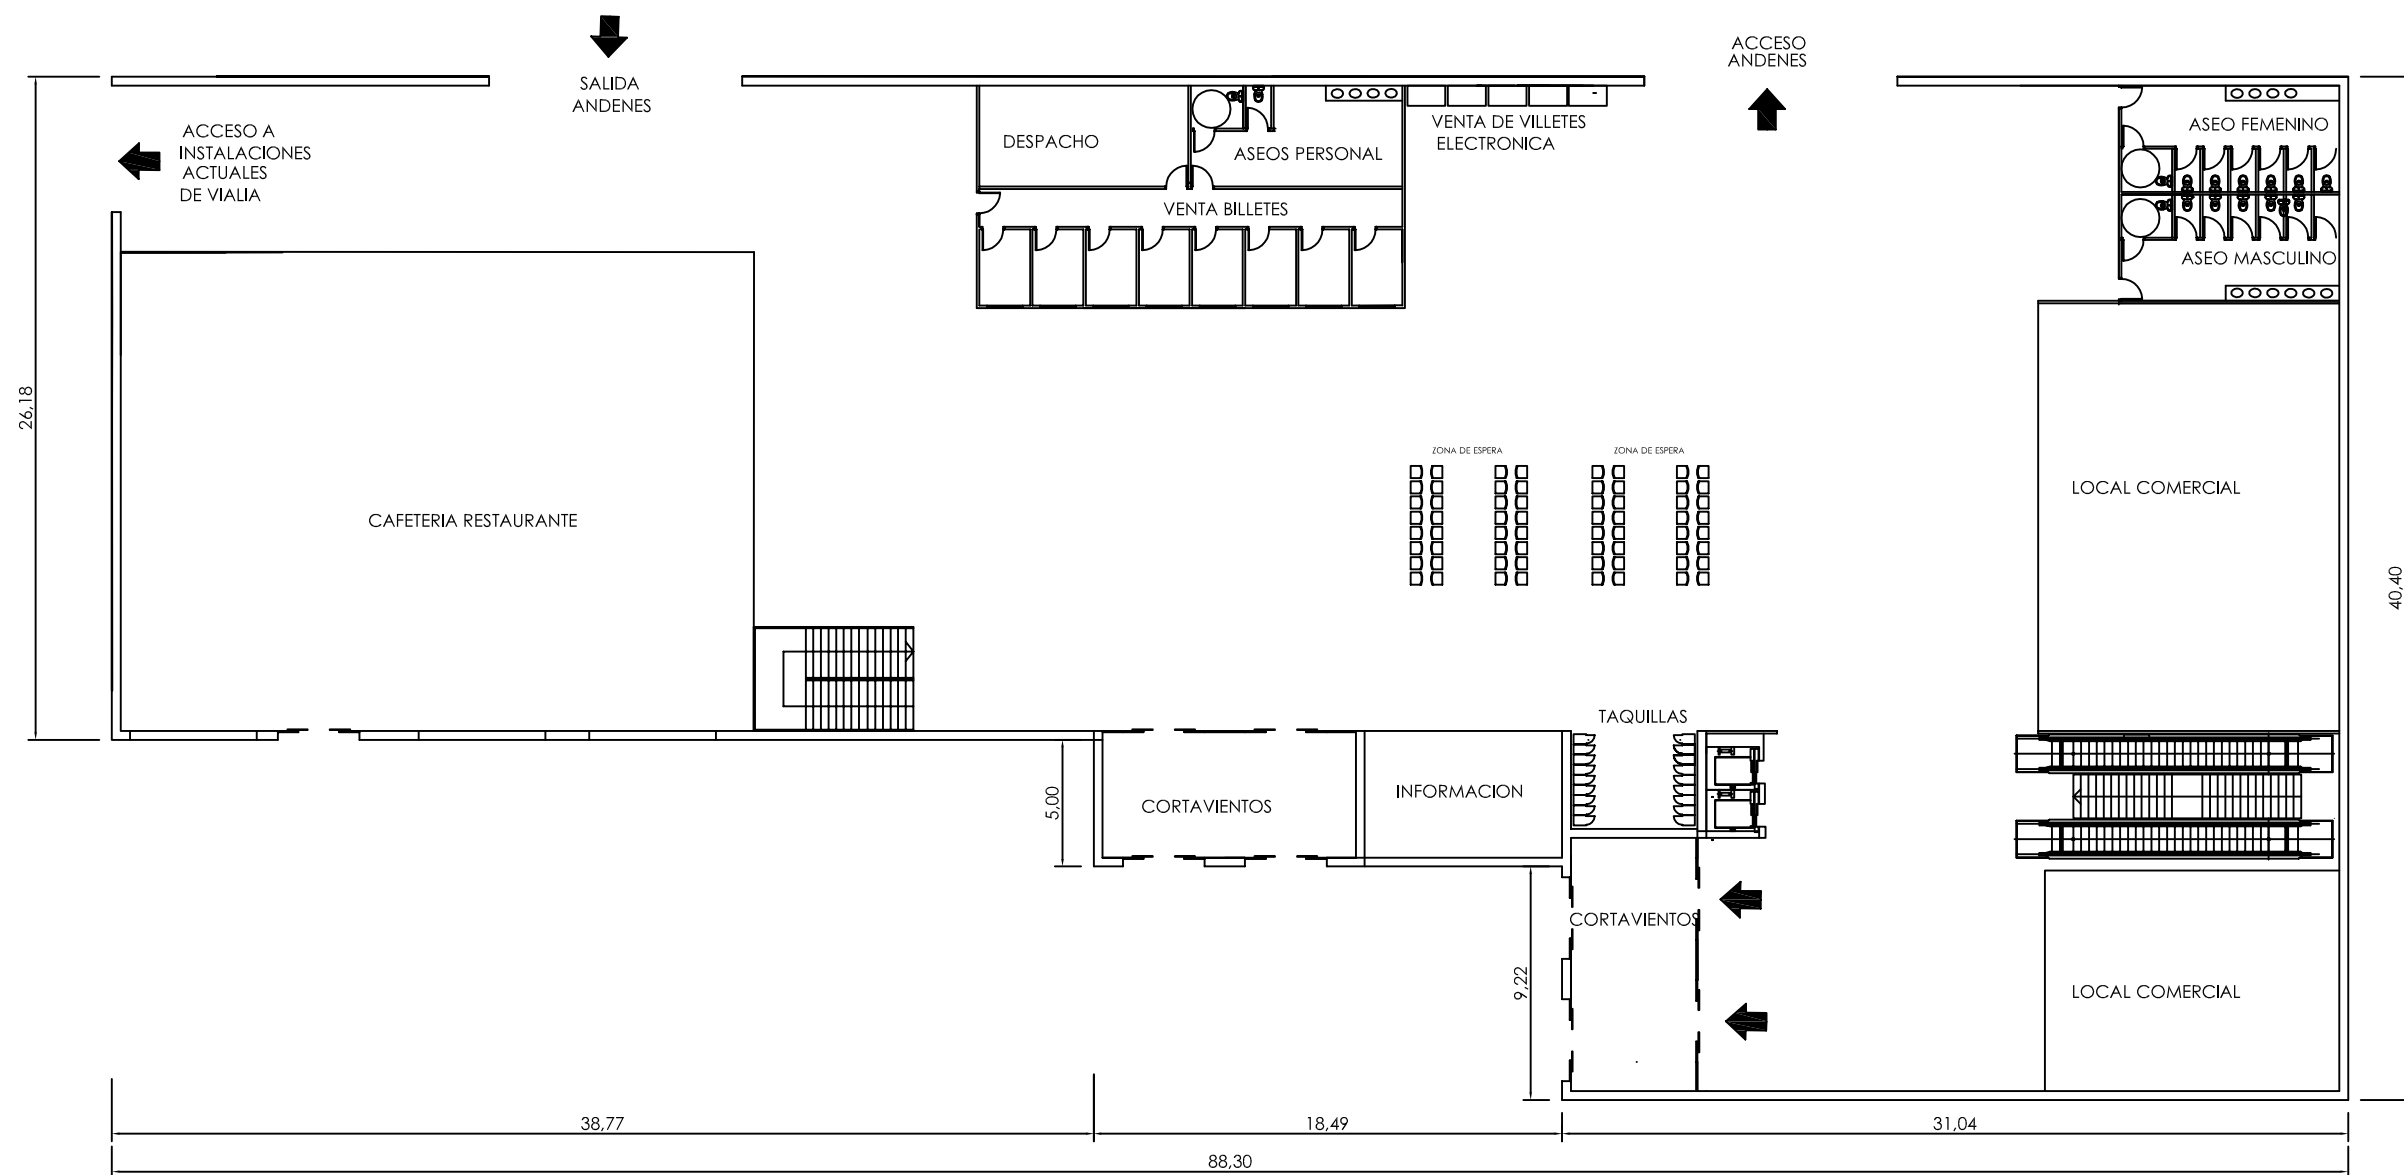 ACCESO
ANDENES
SALIDA
ANDENES
ACCESO A
INSTALACIONES
ACTUALES
DE VIALIA
DESPACHO
ASEOS PERSONAL
VENTA DE VILLETES
ELECTRONICA
ASEO FEMENINO
VENTA BILLETES
ASEO MASCULINO
26,18
ZONA DE ESPERA
ZONA DE ESPERA
LOCAL COMERCIAL
CAFETERIA RESTAURANTE
40,40
TAQUILLAS
5,00
CORTAVIENTOS
INFORMACION
CORTAVIENTOS
9,22
LOCAL COMERCIAL
38,77
18,49
31,04
88,30